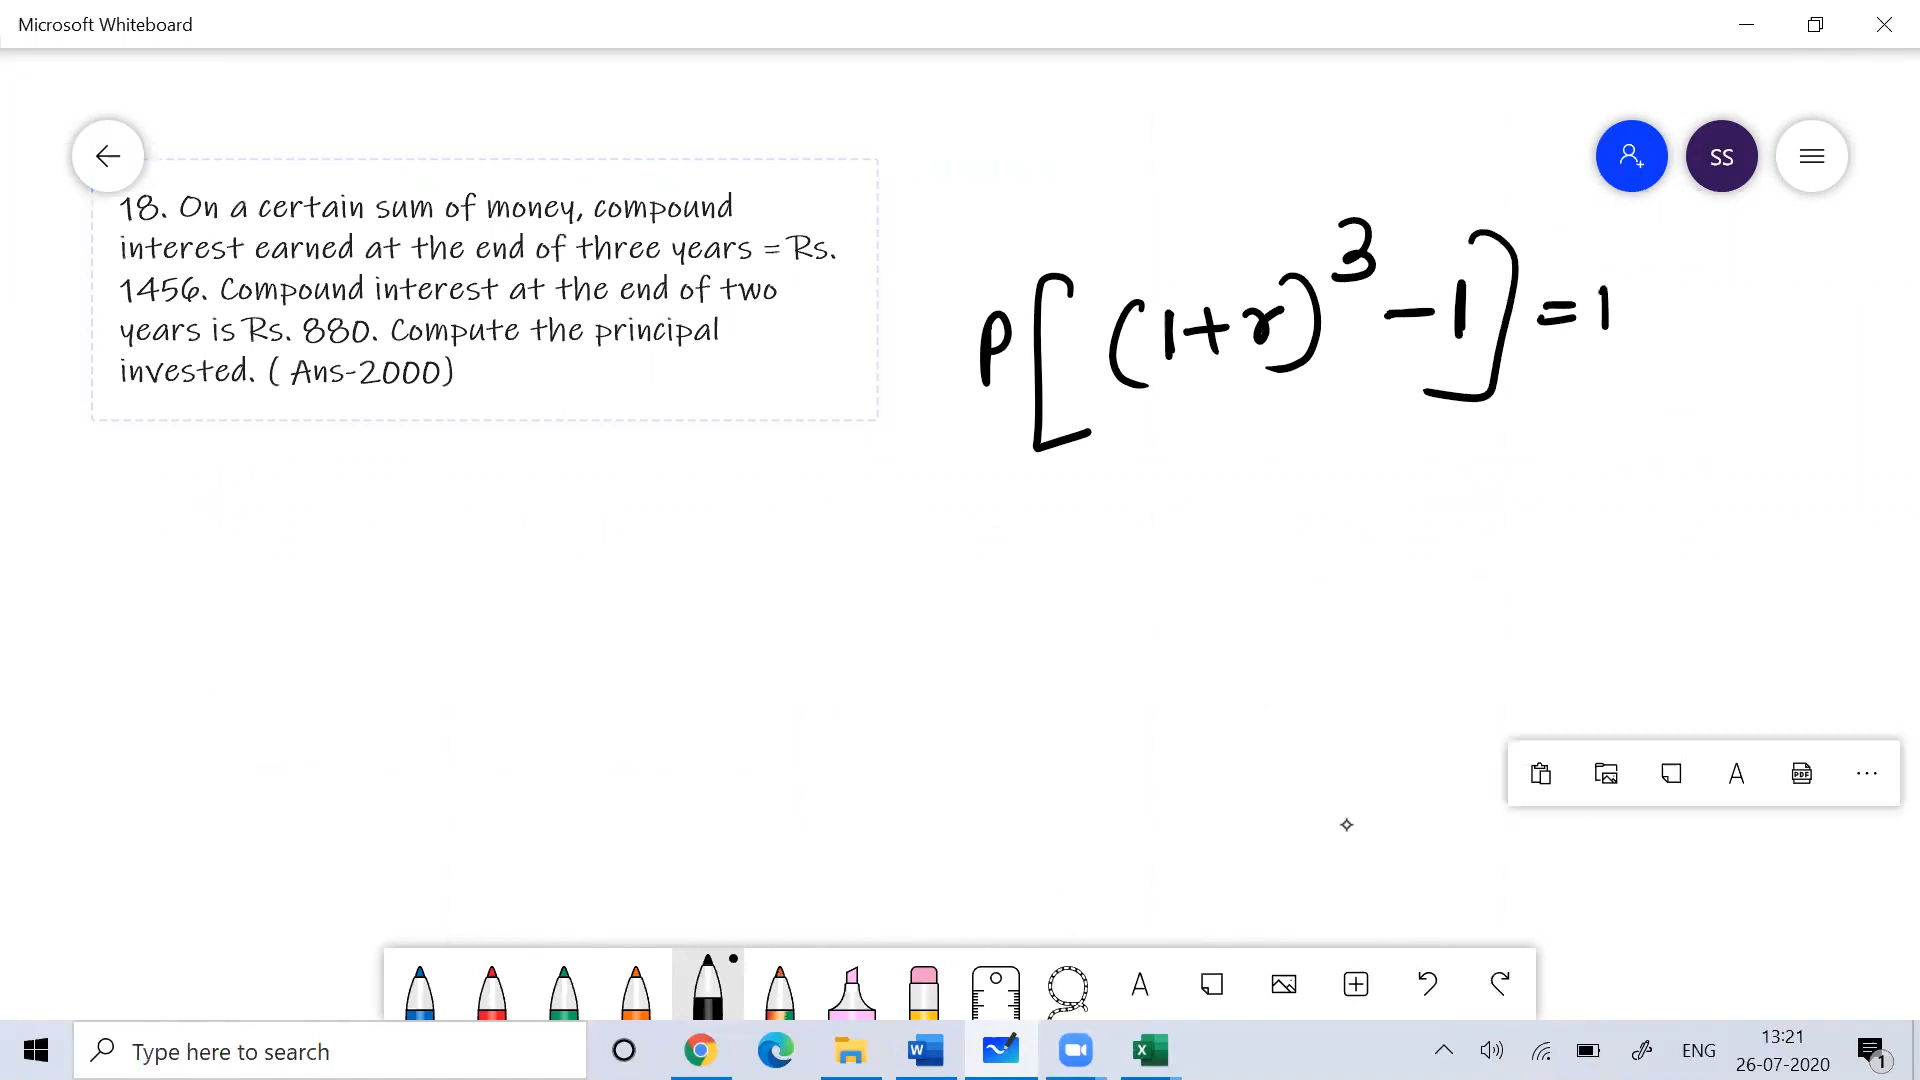 Microsoft Whiteboard
SS
18. On a certain sum of money, compound
interest earned at the end of three years = Rs.
1456. Compound interest at the end of two
years is Rs. 880. Compute the principal
invested. ( Ans-2000)
P[(1+r)^3 -1] = 1
A
PDF
A
Type here to search
W
X
ENG
13:21
26-07-2020
1